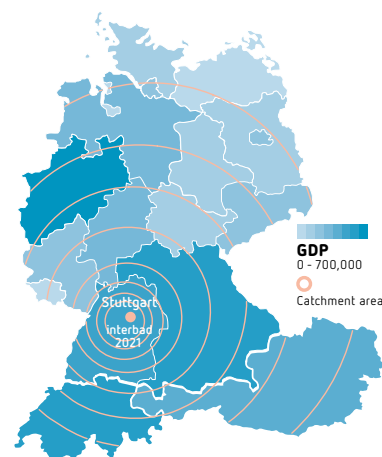 Stuttgart
interbad
2021
GDP
0 - 700,000
Catchment area